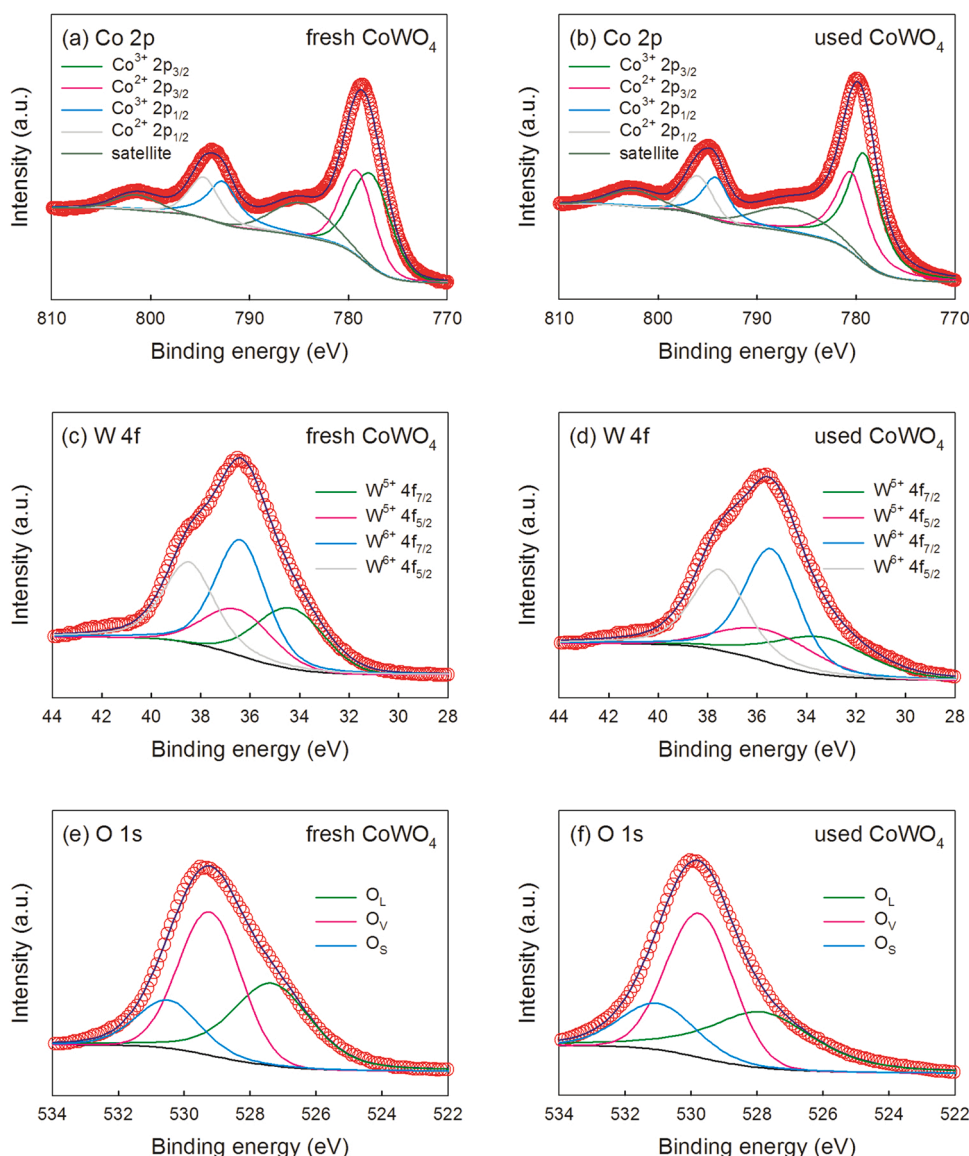 (a) Co 2p fresh CoWO₄
Co³⁺ 2p₃/₂
Co²⁺ 2p₃/₂
Co³⁺ 2p₁/₂
Co²⁺ 2p₁/₂
satellite
Intensity (a.u.)
810 800 790 780 770
Binding energy (eV)
(b) Co 2p used CoWO₄
Co³⁺ 2p₃/₂
Co²⁺ 2p₃/₂
Co³⁺ 2p₁/₂
Co²⁺ 2p₁/₂
satellite
Intensity (a.u.)
810 800 790 780 770
Binding energy (eV)
(c) W 4f fresh CoWO₄
W⁵⁺ 4f₇/₂
W⁵⁺ 4f₅/₂
W⁶⁺ 4f₇/₂
W⁶⁺ 4f₅/₂
Intensity (a.u.)
44 42 40 38 36 34 32 30 28
Binding energy (eV)
(d) W 4f used CoWO₄
W⁵⁺ 4f₇/₂
W⁵⁺ 4f₅/₂
W⁶⁺ 4f₇/₂
W⁶⁺ 4f₅/₂
Intensity (a.u.)
44 42 40 38 36 34 32 30 28
Binding energy (eV)
(e) O 1s fresh CoWO₄
O_L
O_V
O_S
Intensity (a.u.)
534 532 530 528 526 524 522
Binding energy (eV)
(f) O 1s used CoWO₄
O_L
O_V
O_S
Intensity (a.u.)
534 532 530 528 526 524 522
Binding energy (eV)